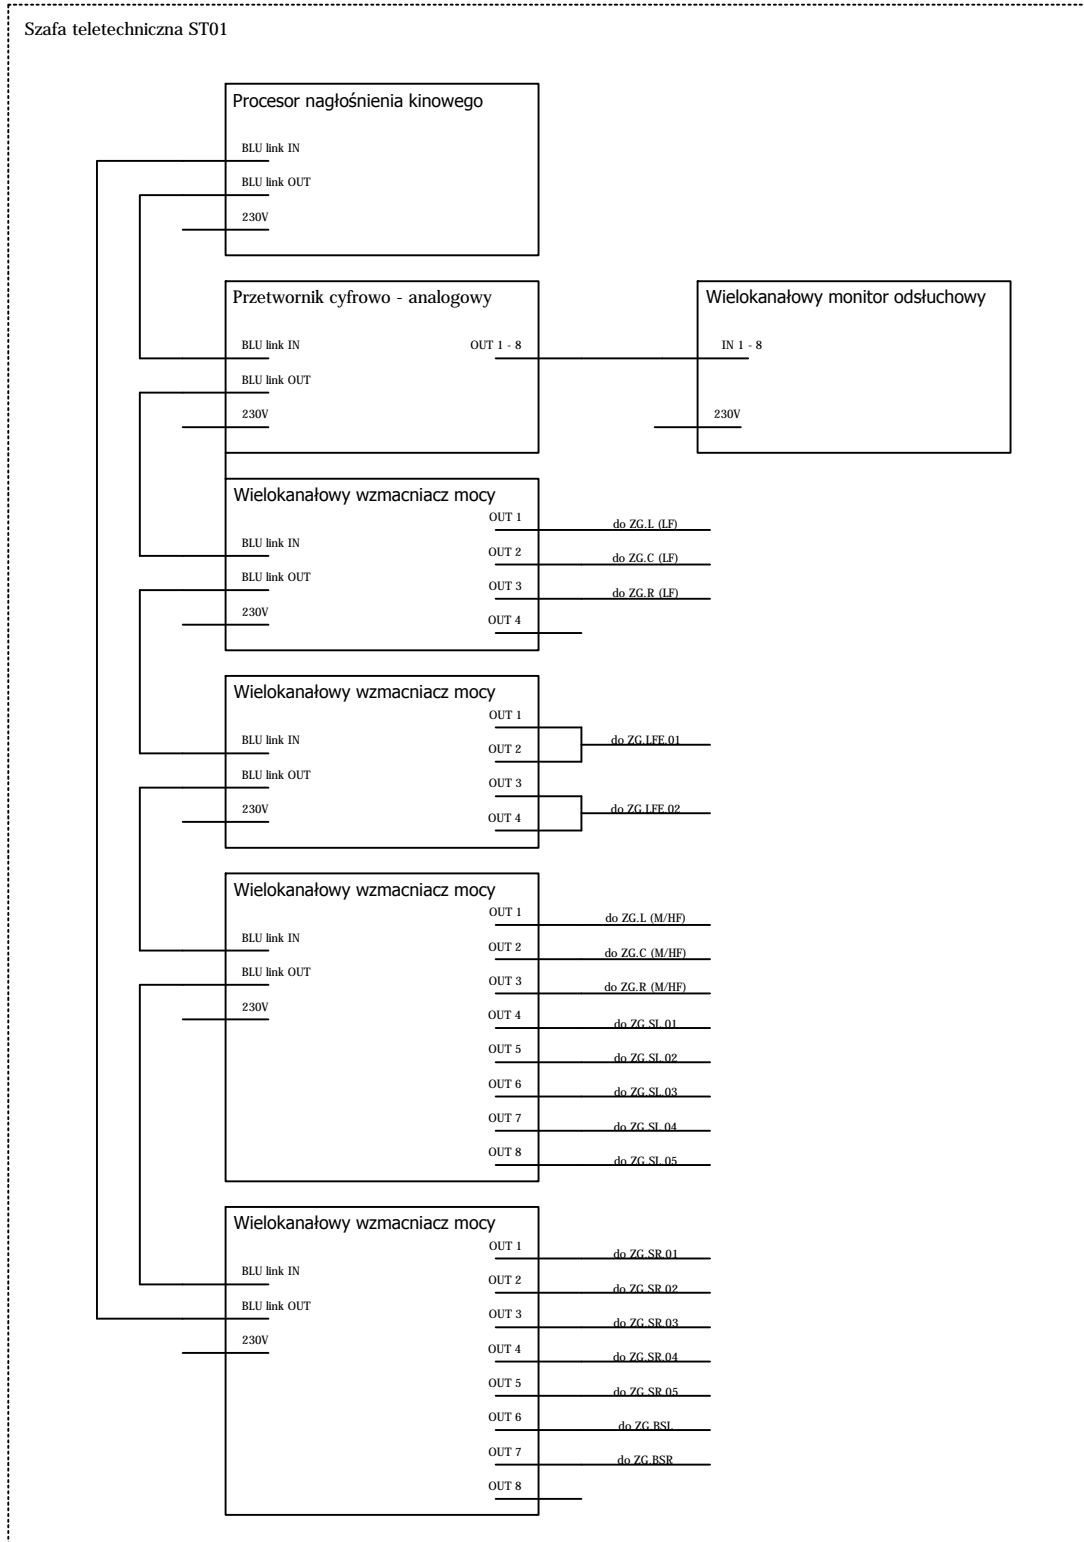 Szafa teletechniczna ST01
Procesor nagłośnienia kinowego
BLU link IN
BLU link OUT
230V
Przetwornik cyfrowo - analogowy
BLU link IN
OUT 1 - 8
BLU link OUT
230V
Wielokanałowy monitor odsłuchowy
IN 1 - 8
230V
Wielokanałowy wzmacniacz mocy
OUT 1
do ZG.L (LF)
BLU link IN
OUT 2
do ZG.C (LF)
BLU link OUT
OUT 3
do ZG.R (LF)
230V
OUT 4
Wielokanałowy wzmacniacz mocy
OUT 1
BLU link IN
OUT 2
do ZG.LFE.01
BLU link OUT
OUT 3
230V
OUT 4
do ZG.LFE.02
Wielokanałowy wzmacniacz mocy
OUT 1
do ZG.L (M/HF)
BLU link IN
OUT 2
do ZG.C (M/HF)
BLU link OUT
OUT 3
do ZG.R (M/HF)
230V
OUT 4
do ZG.SL.01
OUT 5
do ZG.SL.02
OUT 6
do ZG.SL.03
OUT 7
do ZG.SL.04
OUT 8
do ZG.SL.05
Wielokanałowy wzmacniacz mocy
OUT 1
do ZG.SR.01
BLU link IN
OUT 2
do ZG.SR.02
BLU link OUT
OUT 3
do ZG.SR.03
230V
OUT 4
do ZG.SR.04
OUT 5
do ZG.SR.05
OUT 6
do ZG.BSL
OUT 7
do ZG.BSR
OUT 8